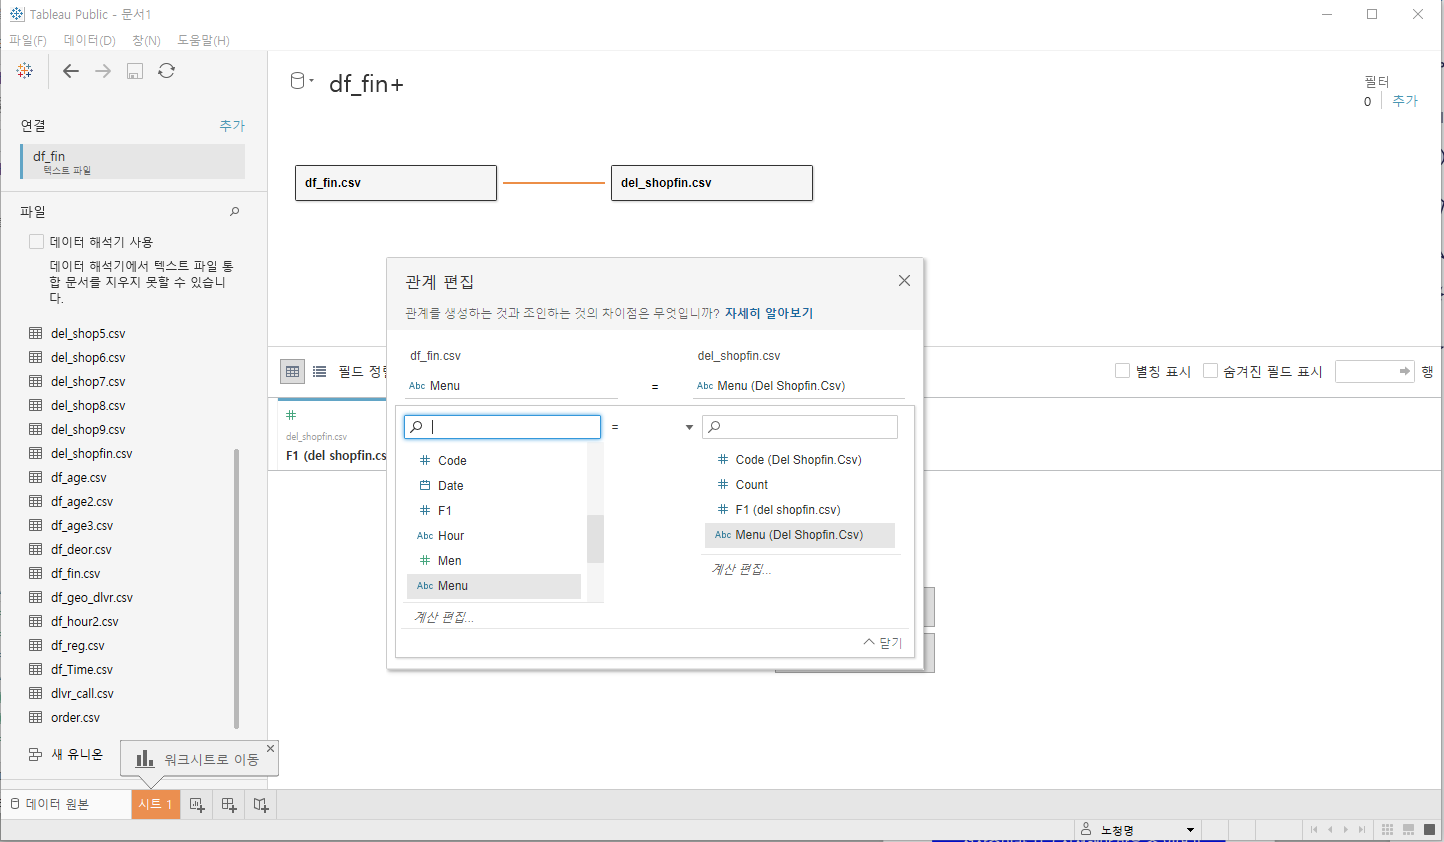 Tableau Public - 문서1
파일(F) 데이터(D) 창(N) 도움말(H)
연결 추가
df_fin
텍스트 파일
파일
데이터 해석기 사용
데이터 해석기에서 텍스트 파일 통
합 문서를 지우지 못할 수 있습니
다.
del_shop5.csv
del_shop6.csv
del_shop7.csv
del_shop8.csv
del_shop9.csv
del_shopfin.csv
df_age.csv
df_age2.csv
df_age3.csv
df_deor.csv
df_fin.csv
df_geo_dlvr.csv
df_hour2.csv
df_reg.csv
df_Time.csv
dlvr_call.csv
order.csv
새 유니온
워크시트로 이동
df_fin+
필터
0 추가
df_fin.csv
del_shopfin.csv
필드 정렬
별칭 표시 숨겨진 필드 표시 행
del_shopfin.csv
F1 (del shopfin.cs
관계 편집
관계를 생성하는 것과 조인하는 것의 차이점은 무엇입니까? 자세히 알아보기
df_fin.csv del_shopfin.csv
Abc Menu = Abc Menu (Del Shopfin.Csv)
=
Code
Date
F1
Abc Hour
Men
Abc Menu
계산 편집...
Code (Del Shopfin.Csv)
Count
F1 (del shopfin.csv)
Abc Menu (Del Shopfin.Csv)
계산 편집...
닫기
데이터 원본 시트 1
노청명